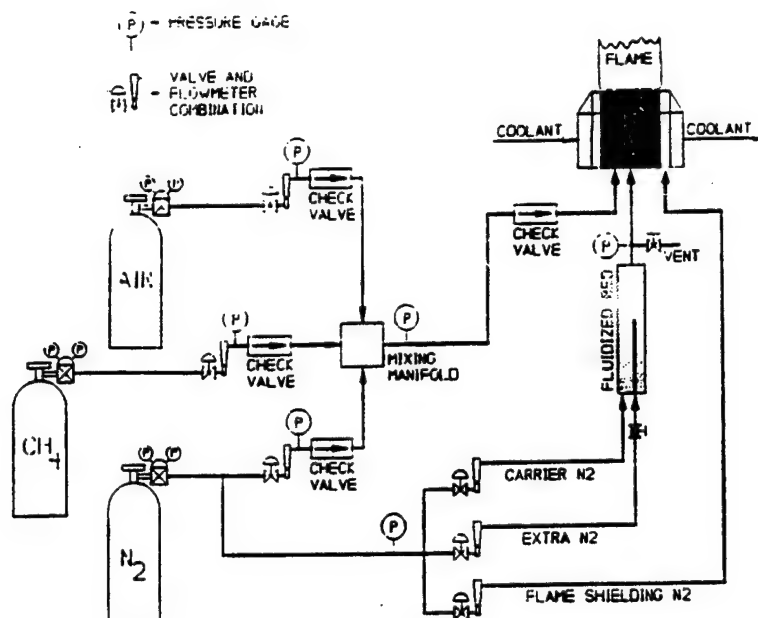 (P) - PRESSURE GAGE
- VALVE AND
FLOWMETER
COMBINATION
FLAME
COOLANT
COOLANT
P
CHECK
VALVE
P
P
AIR
CHECK
VALVE
P
VENT
FLUIDIZED BED
P
CHECK
VALVE
P
MIXING
MANIFOLD
P
P
CH4
P
CHECK
VALVE
P
P
N2
P
CARRIER N2
EXTRA N2
FLAME SHIELDING N2